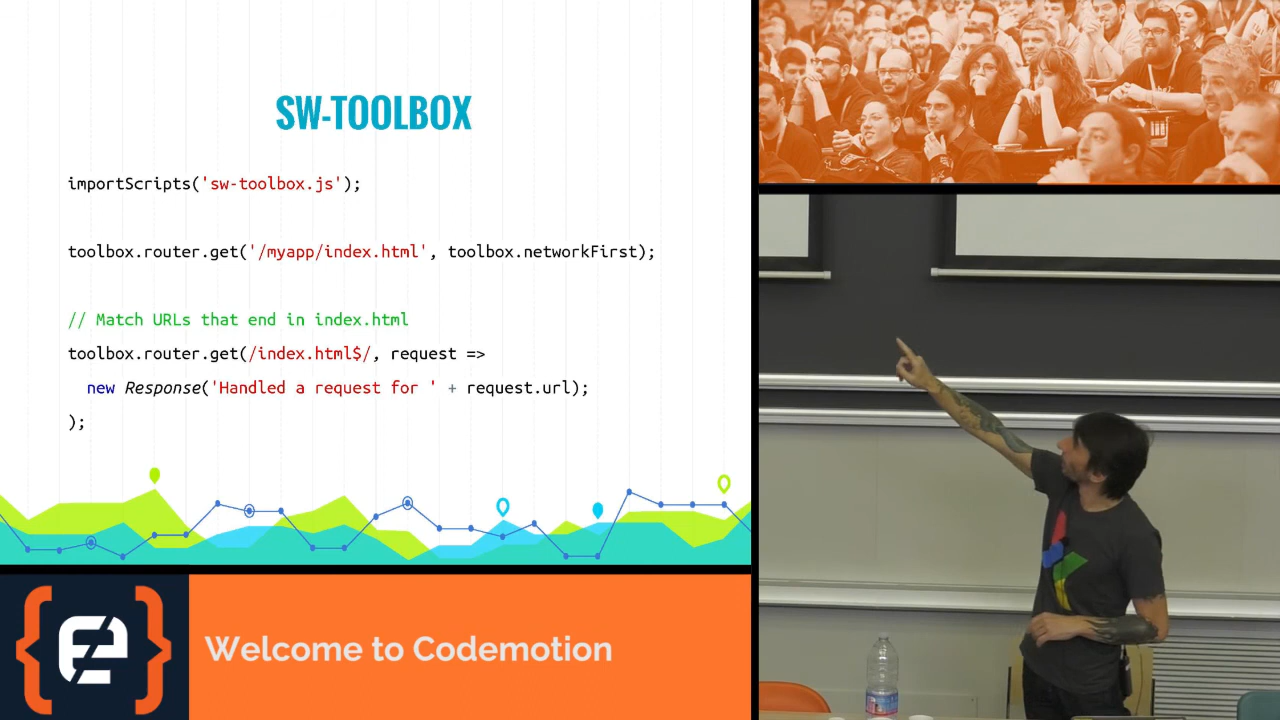 SW-TOOLBOX
importScripts('sw-toolbox.js');
toolbox.router.get('/myapp/index.html', toolbox.networkFirst);
// Match URLs that end in index.html
toolbox.router.get(/index.html$/, request =>
new Response('Handled a request for ' + request.url);
);
Welcome to Codemotion